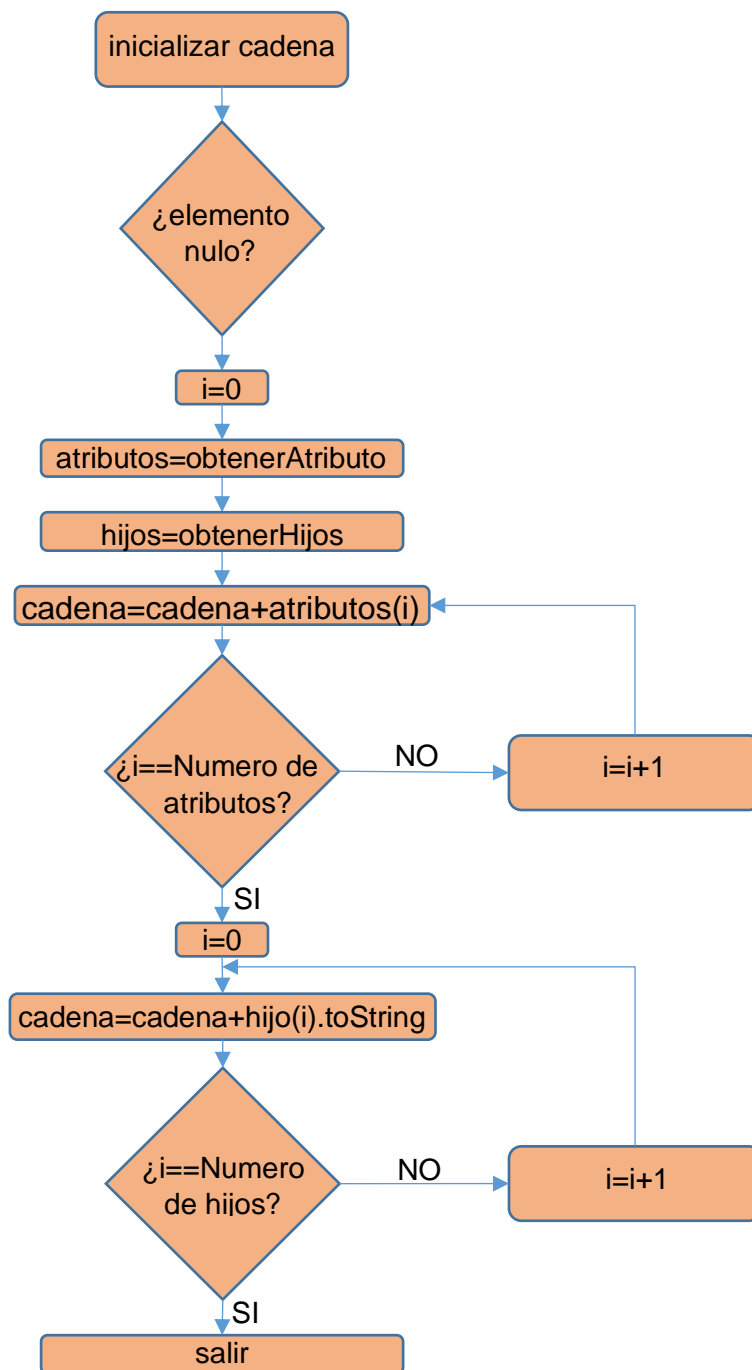 inicializar cadena
¿elemento
nulo?
i=0
atributos=obtenerAtributo
hijos=obtenerHijos
cadena=cadena+atributos(i)
¿i==Numero de
atributos?
NO
i=i+1
SI
i=0
cadena=cadena+hijo(i).toString
¿i==Numero
de hijos?
NO
i=i+1
SI
salir